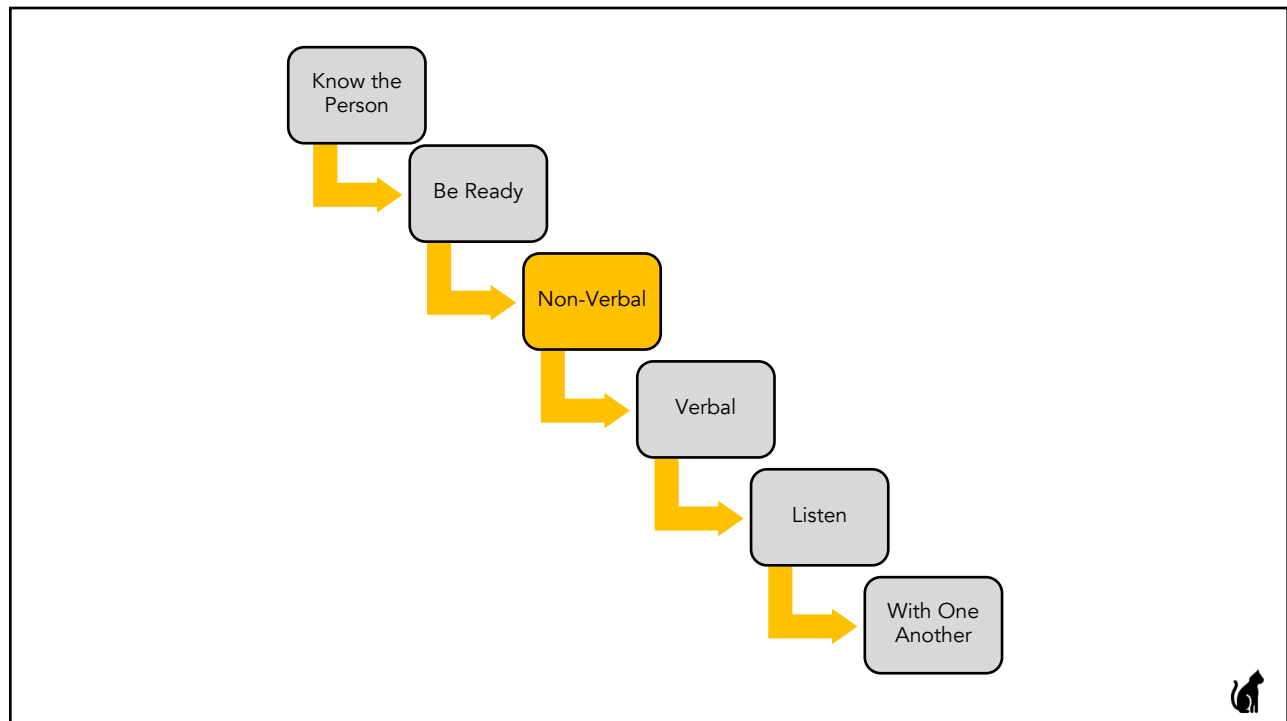 Know the
Person
Be Ready
Non-Verbal
Verbal
Listen
With One
Another